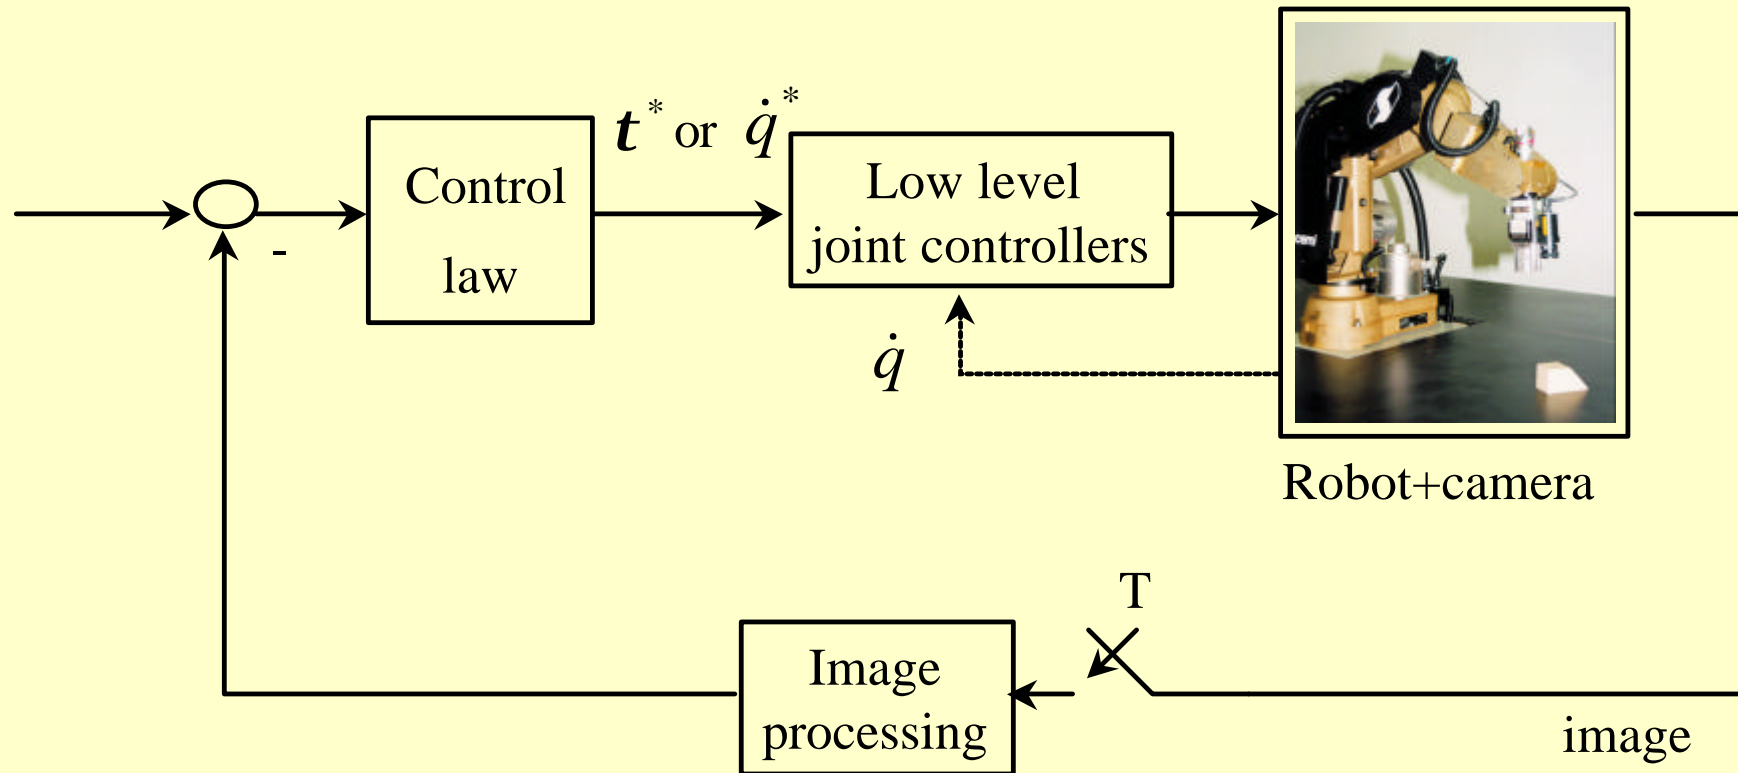 t* or q̇*
Control
law
Low level
joint controllers
-
q̇
Robot+camera
T
Image
processing
image